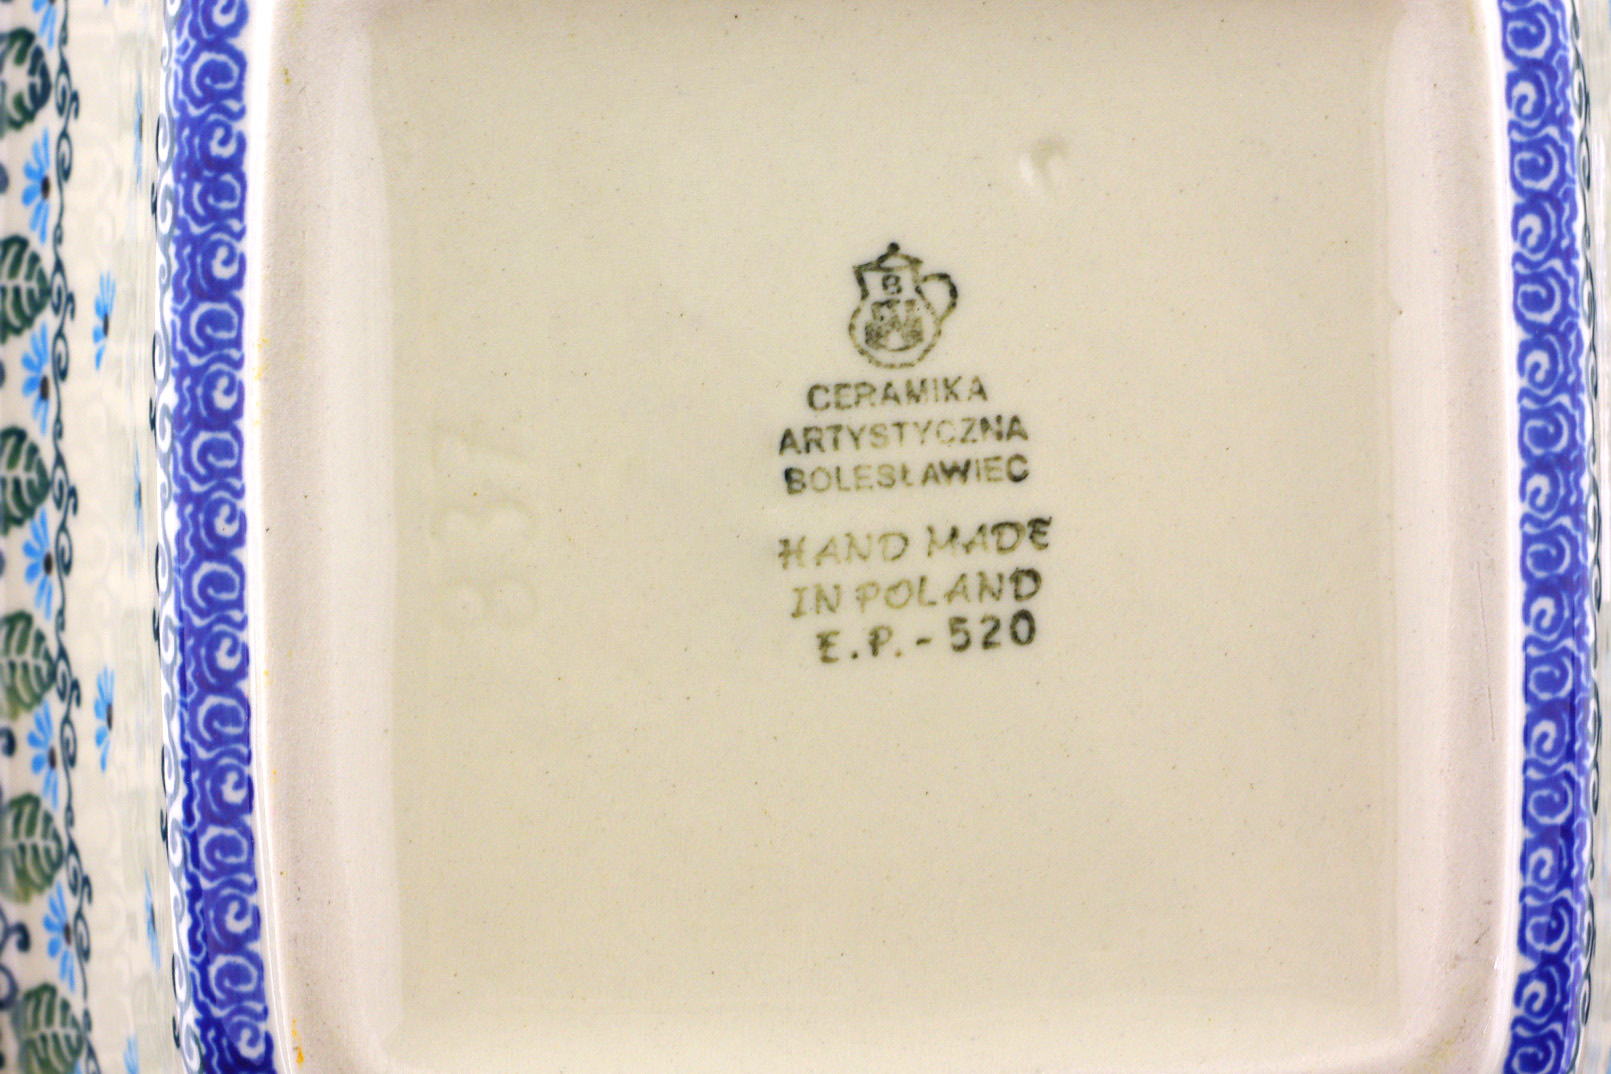 B
CERAMIKA
ARTYSTYCZNA
BOLESŁAWIEC
HAND MADE
IN POLAND
E.P.-520